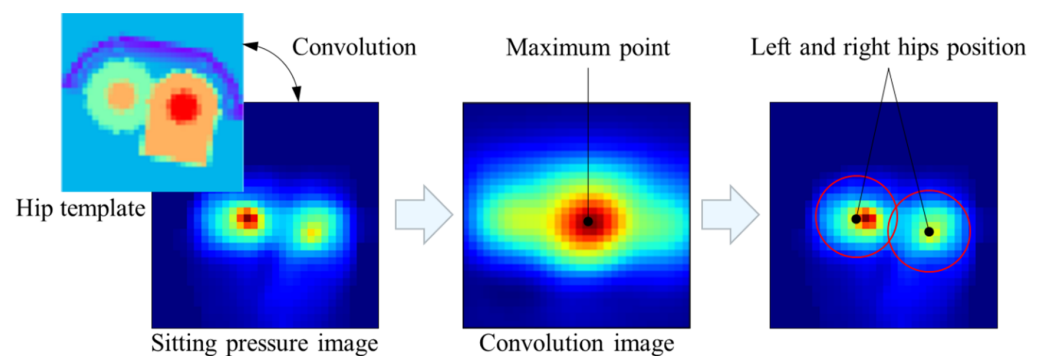 Convolution
Maximum point
Left and right hips position
Hip template
Sitting pressure image
Convolution image